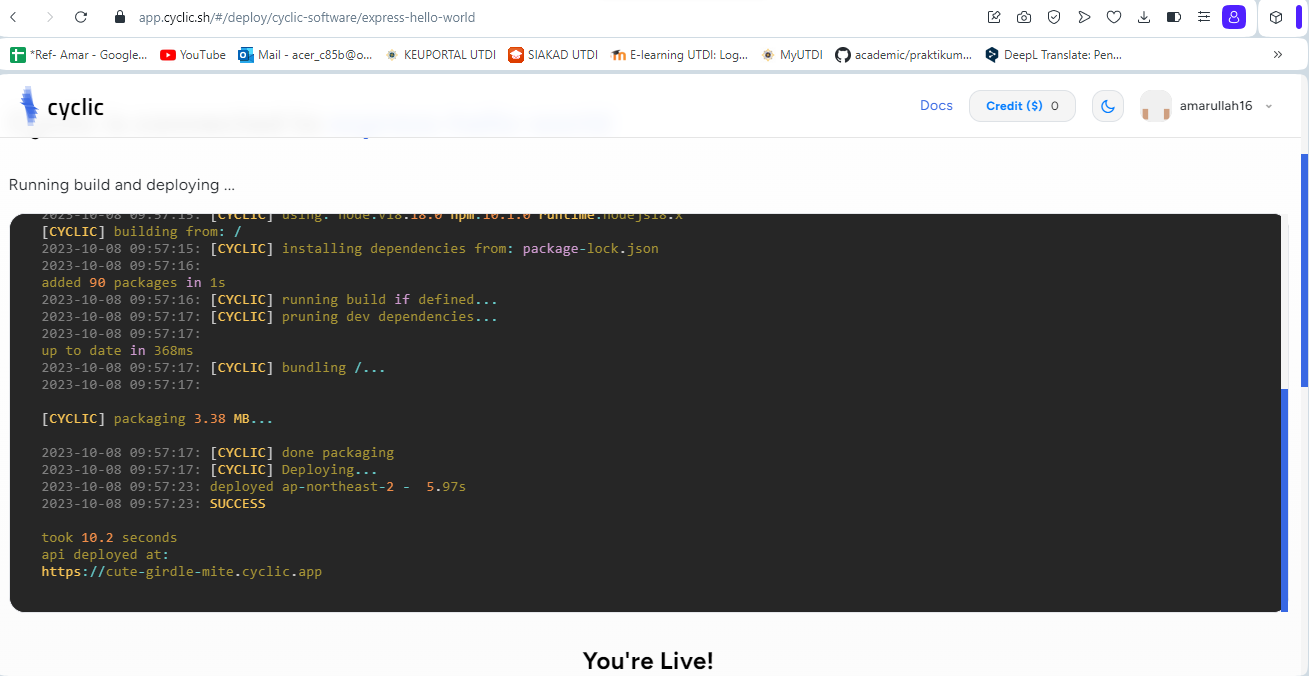 app.cyclic.sh/#/deploy/cyclic-software/express-hello-world
*Ref- Amar - Google... YouTube Mail - acer_c85b@o... KEUPORTAL UTDI SIAKAD UTDI E-learning UTDI: Log... MyUTDI academic/praktikum... DeepL Translate: Pen... »
cyclic Docs Credit ($) 0 amarullah16
Running build and deploying ...
2023-10-08 09:57:15: [CYCLIC] using: node.v18.18.0 npm.10.1.0 runtime.nodejs18.x
[CYCLIC] building from: /
2023-10-08 09:57:15: [CYCLIC] installing dependencies from: package-lock.json
2023-10-08 09:57:16:
added 90 packages in 1s
2023-10-08 09:57:16: [CYCLIC] running build if defined...
2023-10-08 09:57:17: [CYCLIC] pruning dev dependencies...
2023-10-08 09:57:17:
up to date in 368ms
2023-10-08 09:57:17: [CYCLIC] bundling /...
2023-10-08 09:57:17:
[CYCLIC] packaging 3.38 MB...
2023-10-08 09:57:17: [CYCLIC] done packaging
2023-10-08 09:57:17: [CYCLIC] Deploying...
2023-10-08 09:57:23: deployed ap-northeast-2 - 5.97s
2023-10-08 09:57:23: SUCCESS
took 10.2 seconds
api deployed at:
https://cute-girdle-mite.cyclic.app
You're Live!